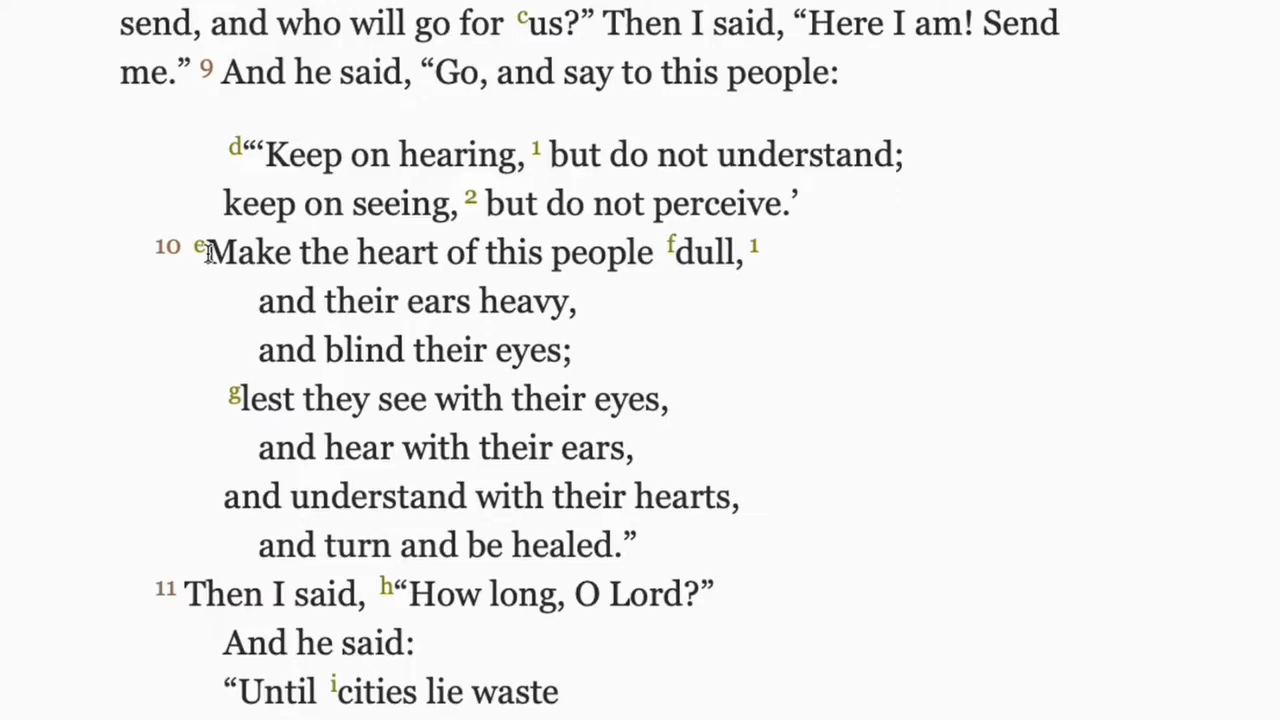 send, and who will go for cus?” Then I said, “Here I am! Send
me.” 9 And he said, “Go, and say to this people:
d“‘Keep on hearing,1 but do not understand;
keep on seeing,2 but do not perceive.’
10 eMake the heart of this people fdull,1
and their ears heavy,
and blind their eyes;
glest they see with their eyes,
and hear with their ears,
and understand with their hearts,
and turn and be healed.”
11 Then I said, h“How long, O Lord?”
And he said:
“Until icities lie waste